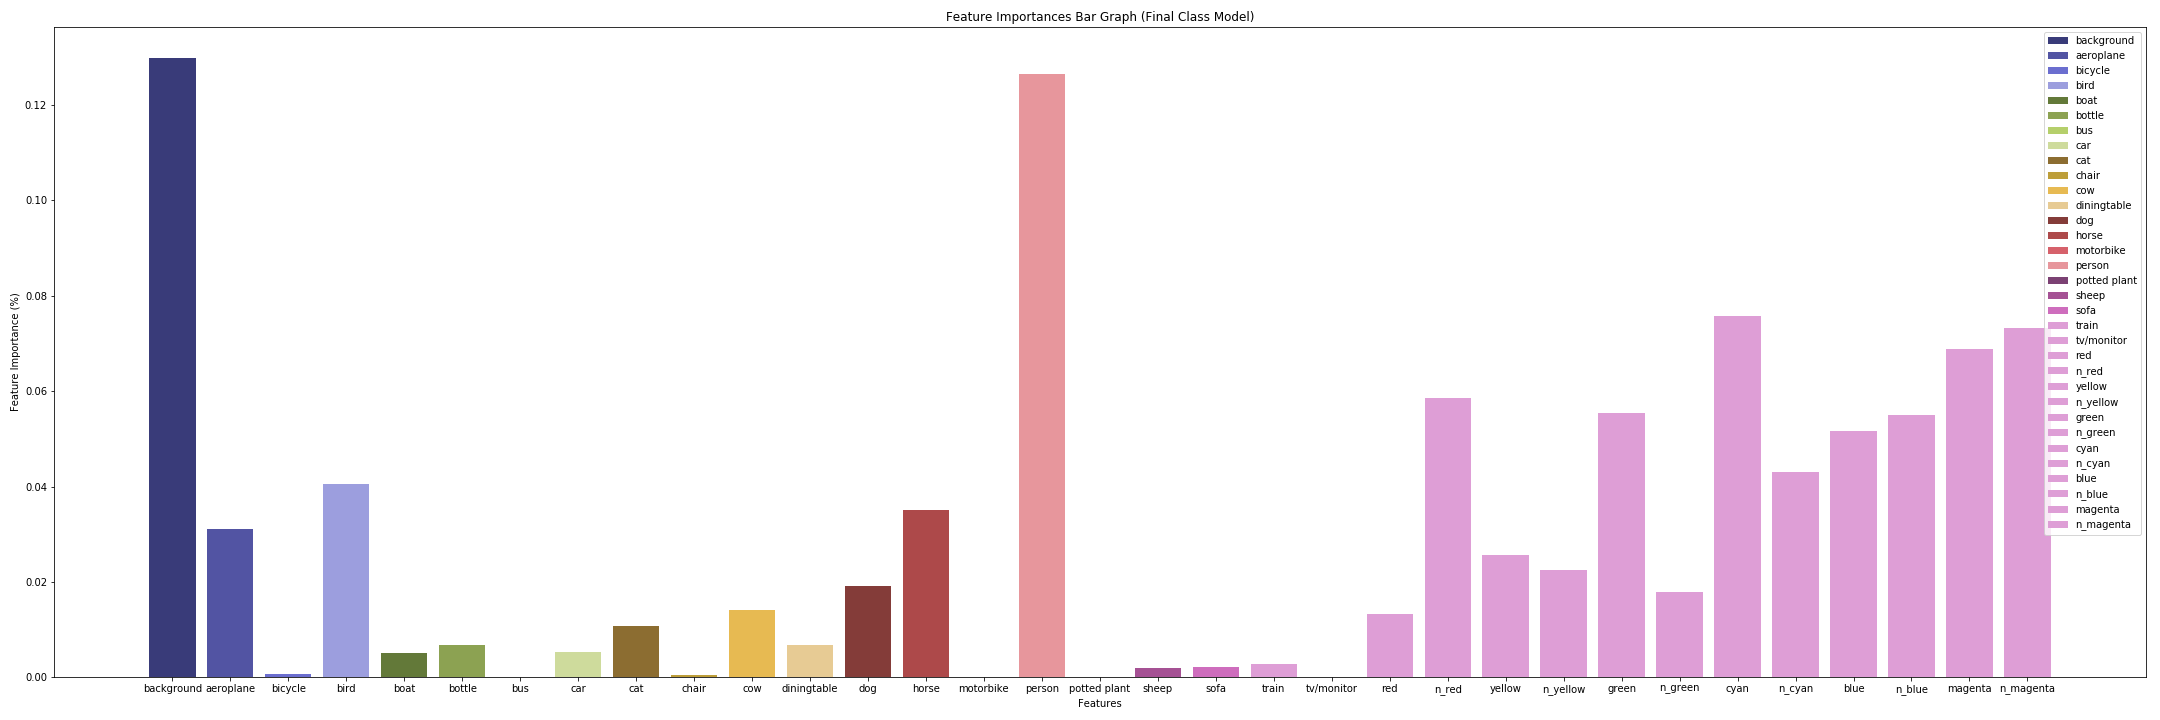 Feature Importances Bar Graph (Final Class Model)
Feature Importance (%)
0.12
0.10
0.08
0.06
0.04
0.02
0.00
background aeroplane bicycle bird boat bottle bus car cat chair cow diningtable dog horse motorbike person potted plant sheep sofa train tv/monitor red n_red yellow n_yellow green n_green cyan n_cyan blue n_blue magenta n_magenta
Features
background
aeroplane
bicycle
bird
boat
bottle
bus
car
cat
chair
cow
diningtable
dog
horse
motorbike
person
potted plant
sheep
sofa
train
tv/monitor
red
n_red
yellow
n_yellow
green
n_green
cyan
n_cyan
blue
n_blue
magenta
n_magenta